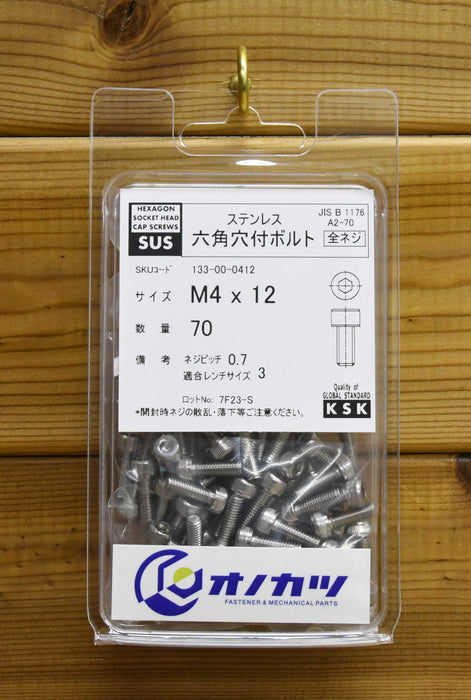 HEXAGON
SOCKET HEAD
CAP SCREWS
SUS
ステンレス
六角穴付ボルト
JIS B 1176
A2-70
全ネジ
SKUコード 133-00-0412
サイズ M4 x 12
数量 70
備考 ネジピッチ 0.7
適合レンチサイズ 3
ロットNo: 7F23-S
*開封時ネジの散乱・落下等ご注意ください。
Quality of
GLOBAL STANDARD
KSK
オノカツ
FASTENER & MECHANICAL PARTS